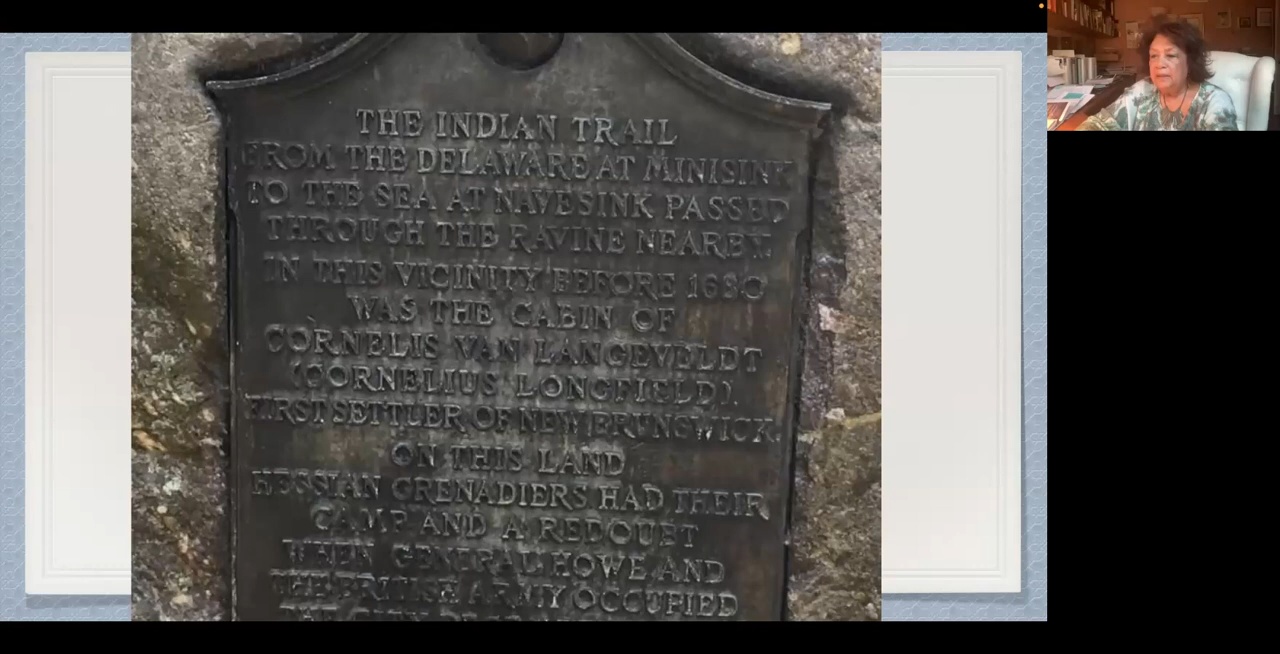 THE INDIAN TRAIL
FROM THE DELAWARE AT MINISINK
TO THE SEA AT NAVESINK PASSED
THROUGH THE RAVINE NEARBY.
IN THIS VICINITY BEFORE 1680
WAS THE CABIN OF
CORNELIS VAN LANGEVELDT
(CORNELIUS LONGFIELD),
FIRST SETTLER OF NEW BRUNSWICK.
ON THIS LAND
HESSIAN GRENADIERS HAD THEIR
CAMP AND A REDOUBT
WHEN GENERAL HOWE AND
THE BRITISH ARMY OCCUPIED